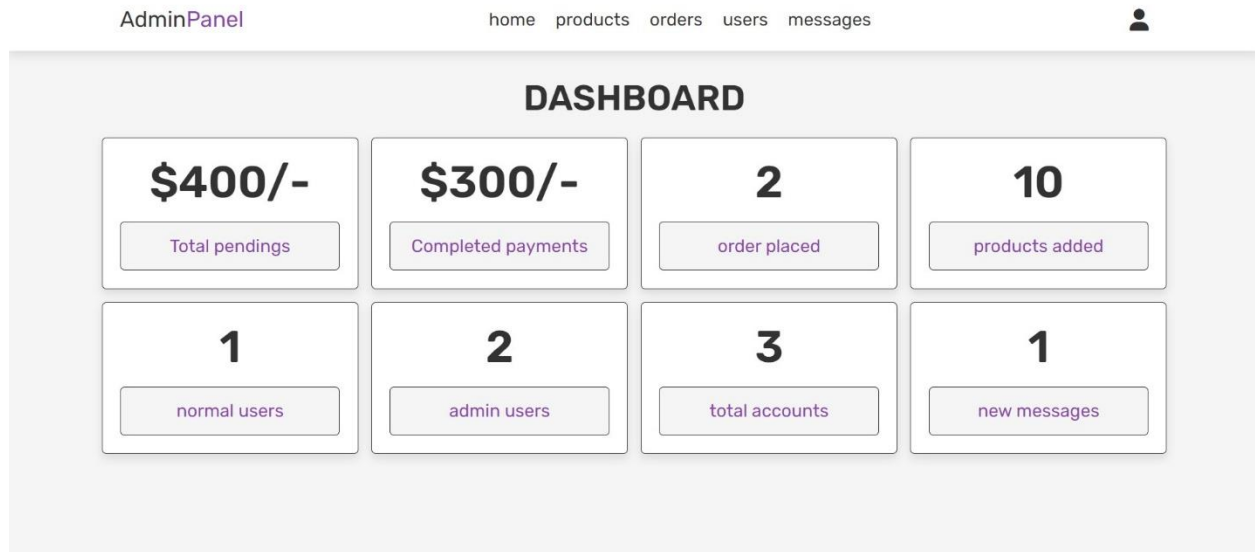 AdminPanel home products orders users messages
DASHBOARD
$400/- $300/- 2 10
Total pendings Completed payments order placed products added
1 2 3 1
normal users admin users total accounts new messages